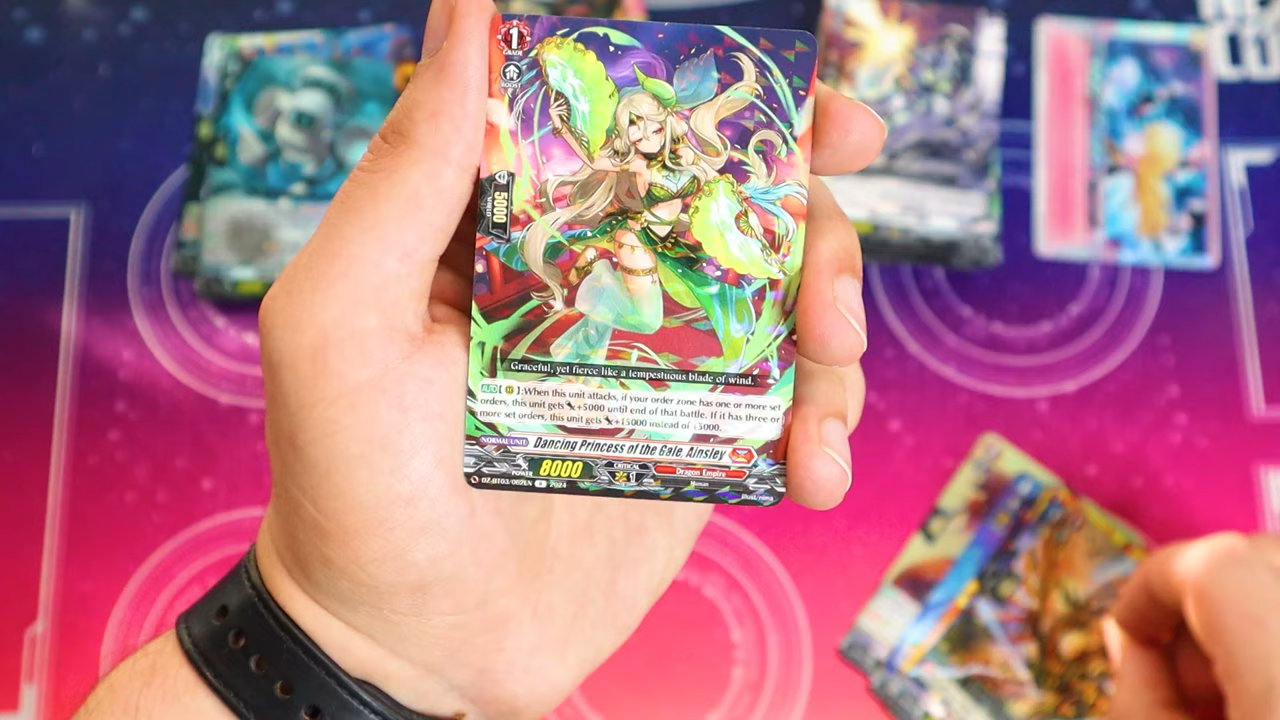 1
GRADE
BOOST
5000
SHIELD
Graceful, yet fierce like a tempestuous blade of wind.
AUTO [ R ]:When this unit attacks, if your order zone has one or more set
orders, this unit gets +5000 until end of that battle. If it has three or
more set orders, this unit gets +15000 instead of +5000.
NORMAL UNIT Dancing Princess of the Gale, Ainsley
POWER 8000 CRITICAL 1 Dragon Empire
Human
2024